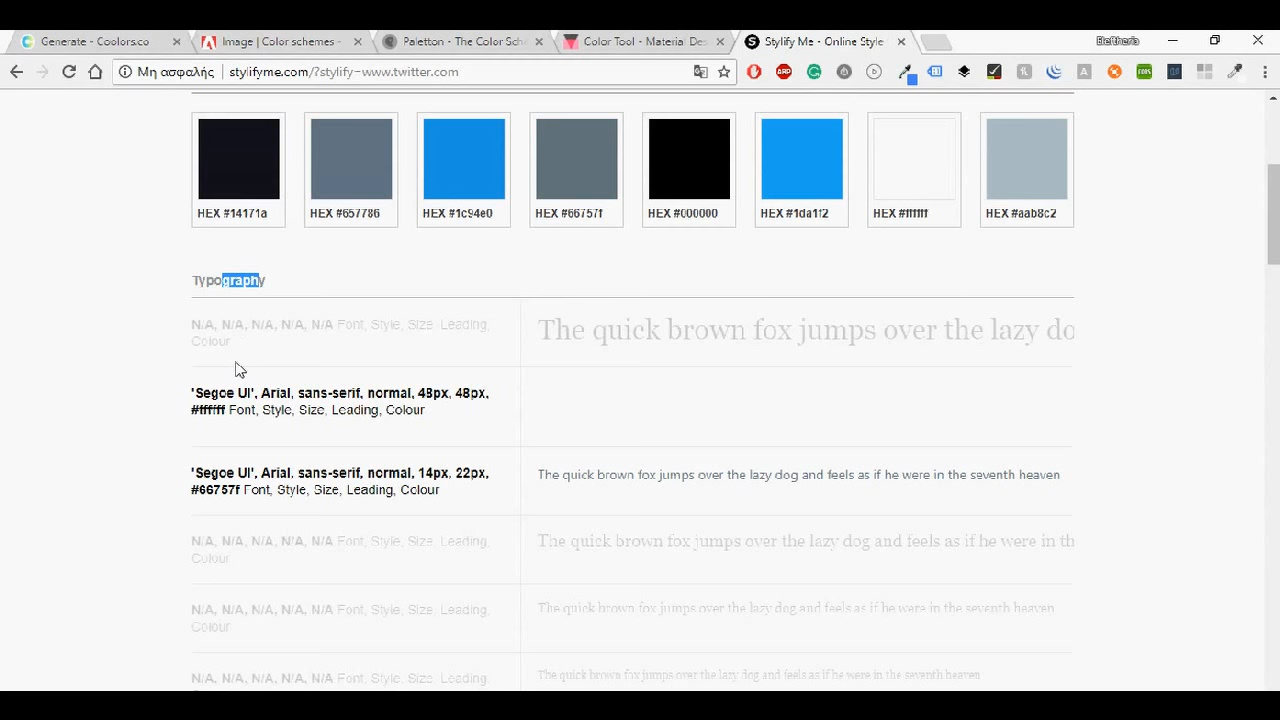 Generate - Coolors.co
Image | Color schemes -
Paletton - The Color Sch
Color Tool - Material Des
Stylify Me - Online Style
Eleftheria
Μη ασφαλής
stylifyme.com/?stylify=www.twitter.com
ABP
HEX #14171a
HEX #657786
HEX #1c94e0
HEX #66757f
HEX #000000
HEX #1da1f2
HEX #ffffff
HEX #aab8c2
Typography
N/A, N/A, N/A, N/A, N/A Font, Style, Size, Leading,
Colour
The quick brown fox jumps over the lazy do
'Segoe UI', Arial, sans-serif, normal, 48px, 48px,
#ffffff Font, Style, Size, Leading, Colour
'Segoe UI', Arial, sans-serif, normal, 14px, 22px,
#66757f Font, Style, Size, Leading, Colour
The quick brown fox jumps over the lazy dog and feels as if he were in the seventh heaven
N/A, N/A, N/A, N/A, N/A Font, Style, Size, Leading,
Colour
The quick brown fox jumps over the lazy dog and feels as if he were in th
N/A, N/A, N/A, N/A, N/A Font, Style, Size, Leading,
Colour
The quick brown fox jumps over the lazy dog and feels as if he were in the seventh heaven
N/A, N/A, N/A, N/A, N/A Font, Style, Size, Leading,
The quick brown fox jumps over the lazy dog and feels as if he were in the seventh heaven